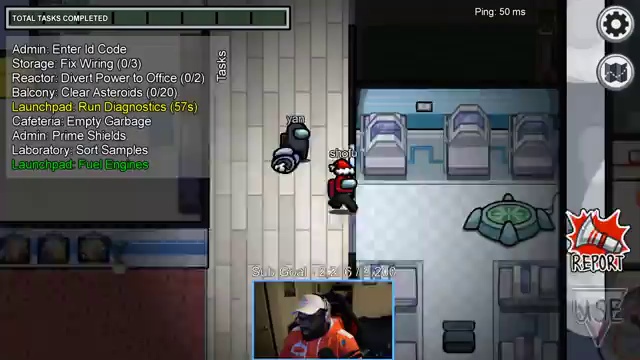 TOTAL TASKS COMPLETED
Ping: 50 ms
Admin: Enter Id Code
Storage: Fix Wiring (0/3)
Reactor: Divert Power to Office (0/2)
Balcony: Clear Asteroids (0/20)
Launchpad: Run Diagnostics (57s)
Cafeteria: Empty Garbage
Admin: Prime Shields
Laboratory: Sort Samples
Launchpad: Fuel Engines
Tasks
yan
REPORT
USE
Sub Goal